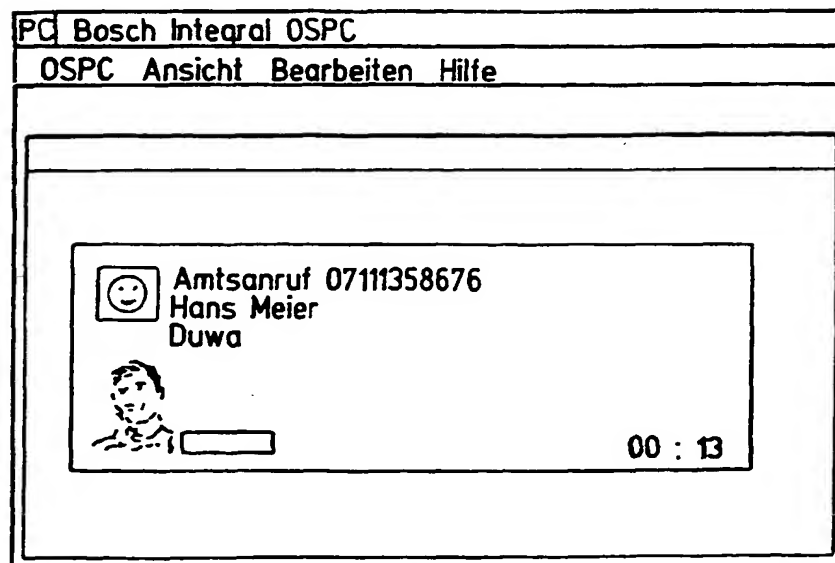 PC Bosch Integral OSPC
OSPC Ansicht Bearbeiten Hilfe
Amtsanruf 07111358676
Hans Meier
Duwa
00 : 13